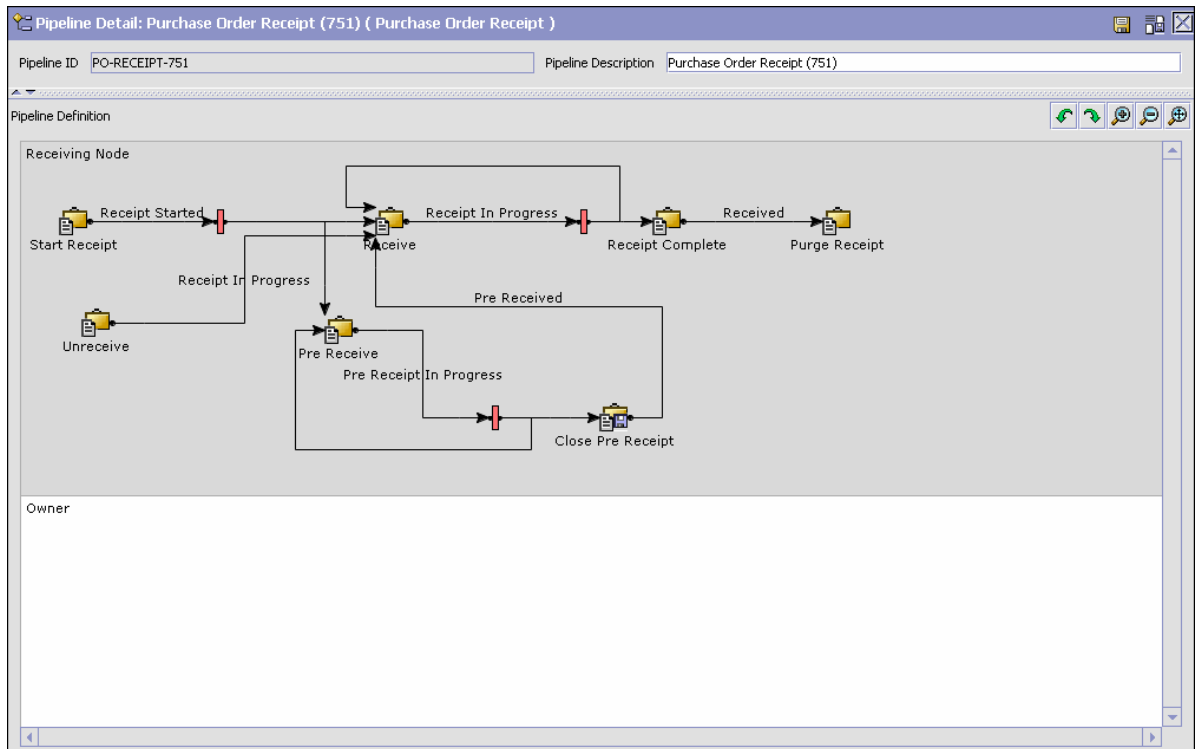 Pipeline Detail: Purchase Order Receipt (751) ( Purchase Order Receipt )
Pipeline ID PO-RECEIPT-751 Pipeline Description Purchase Order Receipt (751)
Pipeline Definition
Receiving Node
Receipt Started Receipt In Progress Received
Start Receipt Receive Receipt Complete Purge Receipt
Receipt In Progress
Pre Received
Unreceive
Pre Receive
Pre Receipt In Progress
Close Pre Receipt
Owner